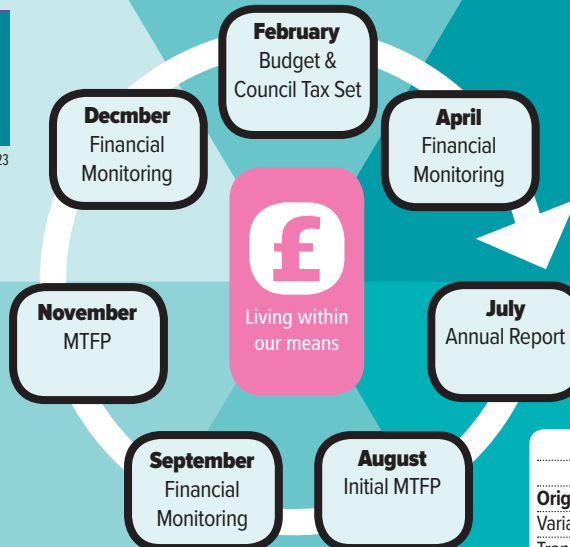 February
Budget &
Council Tax Set
Decmber
Financial
Monitoring
April
Financial
Monitoring
23
£
Living within
our means
November
MTFP
July
Annual Report
September
Financial
Monitoring
August
Initial MTFP